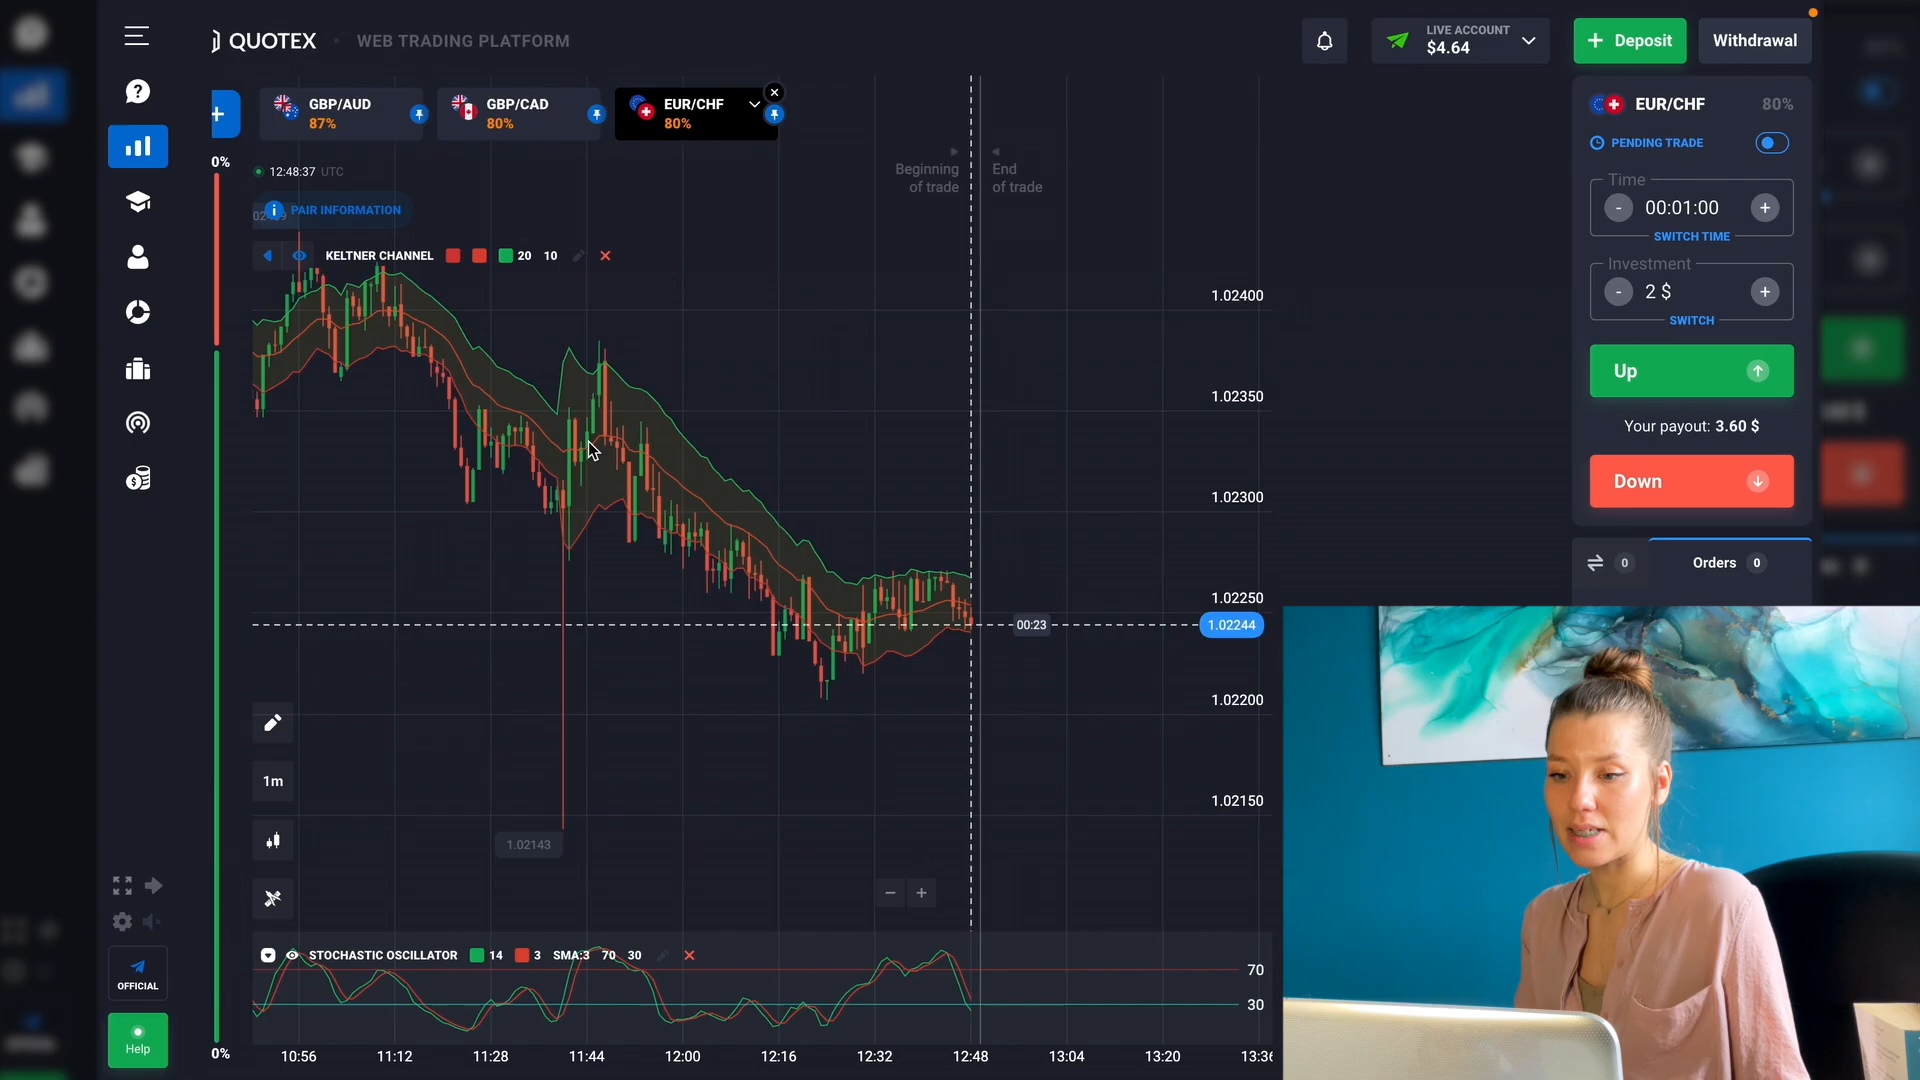 QUOTEX
WEB TRADING PLATFORM
LIVE ACCOUNT
$4.64
+ Deposit
Withdrawal
GBP/AUD
87%
GBP/CAD
80%
EUR/CHF
80%
0%
12:48:37 UTC
PAIR INFORMATION
KELTNER CHANNEL 20 10
Beginning
of trade
End
of trade
1.02400
1.02350
1.02300
1.02250
1.02244
00:23
1.02200
1.02150
1.02143
1m
STOCHASTIC OSCILLATOR 14 3 SMA:3 70 30
70
30
0%
10:56
11:12
11:28
11:44
12:00
12:16
12:32
12:48
13:04
13:20
OFFICIAL
Help
EUR/CHF
80%
PENDING TRADE
Time
- 00:01:00 +
SWITCH TIME
Investment
- 2 $ +
SWITCH
Up
Your payout: 3.60 $
Down
0
Orders 0